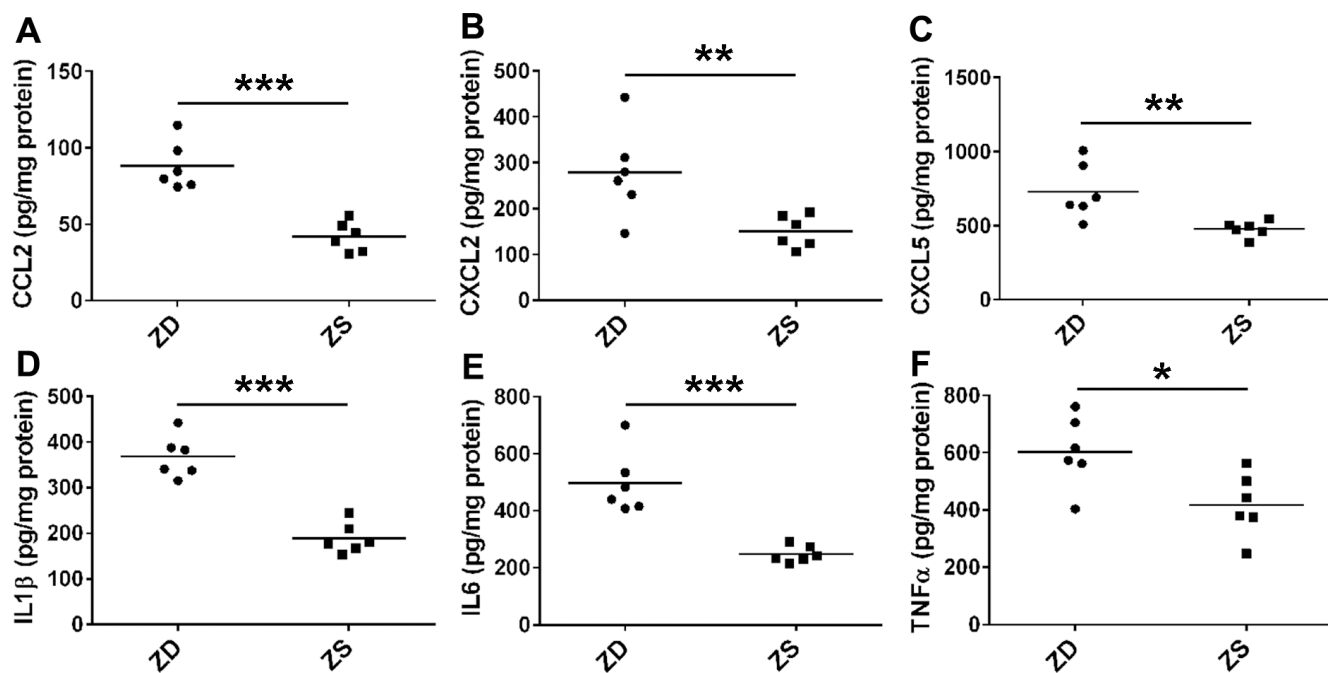 A
CCL2 (pg/mg protein)
150
100
50
0
***
ZD
ZS
B
CXCL2 (pg/mg protein)
500
400
300
200
100
0
**
ZD
ZS
C
CXCL5 (pg/mg protein)
1500
1000
500
0
**
ZD
ZS
D
IL1β (pg/mg protein)
500
400
300
200
100
0
***
ZD
ZS
E
IL6 (pg/mg protein)
800
600
400
200
0
***
ZD
ZS
F
TNFα (pg/mg protein)
800
600
400
200
0
*
ZD
ZS